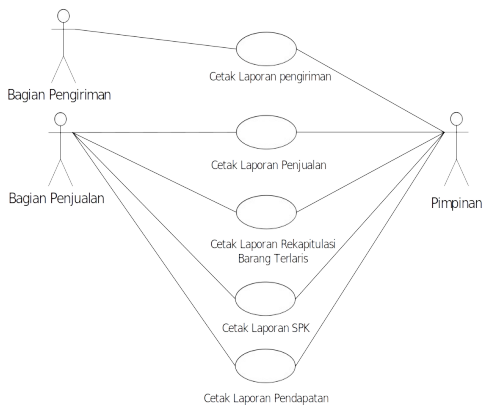 Cetak Laporan pengiriman
Bagian Pengiriman
Cetak Laporan Penjualan
Bagian Penjualan
Pimpinan
Cetak Laporan Rekapitulasi
Barang Terlaris
Cetak Laporan SPK
Cetak Laporan Pendapatan